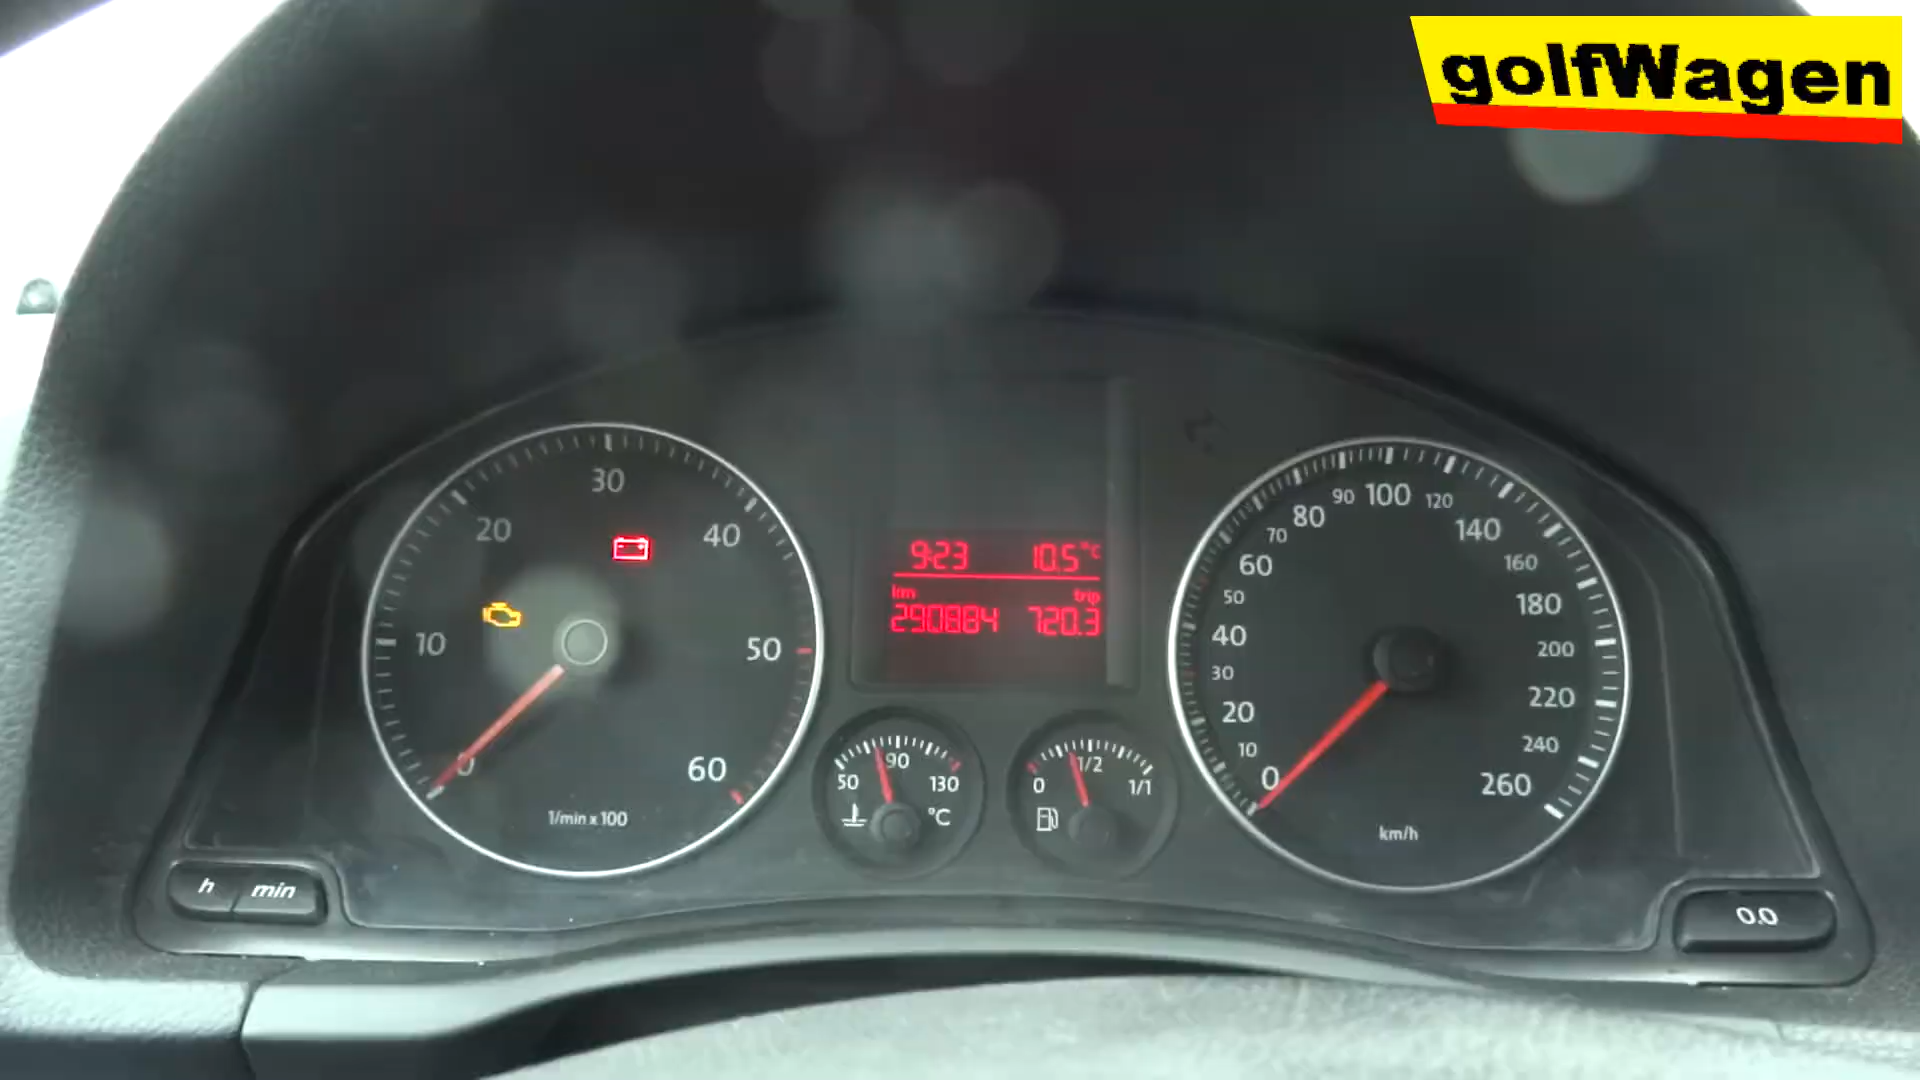 golfWagen
30
20
40
10
50
0
60
1/min x 100
9:23 10.5°C
km trip
290884 720.3
50 90 130
°C
0 1/2 1/1
0 10 20 30 40 50 60 70 80 90 100 120 140 160 180 200 220 240 260
km/h
h min
0.0